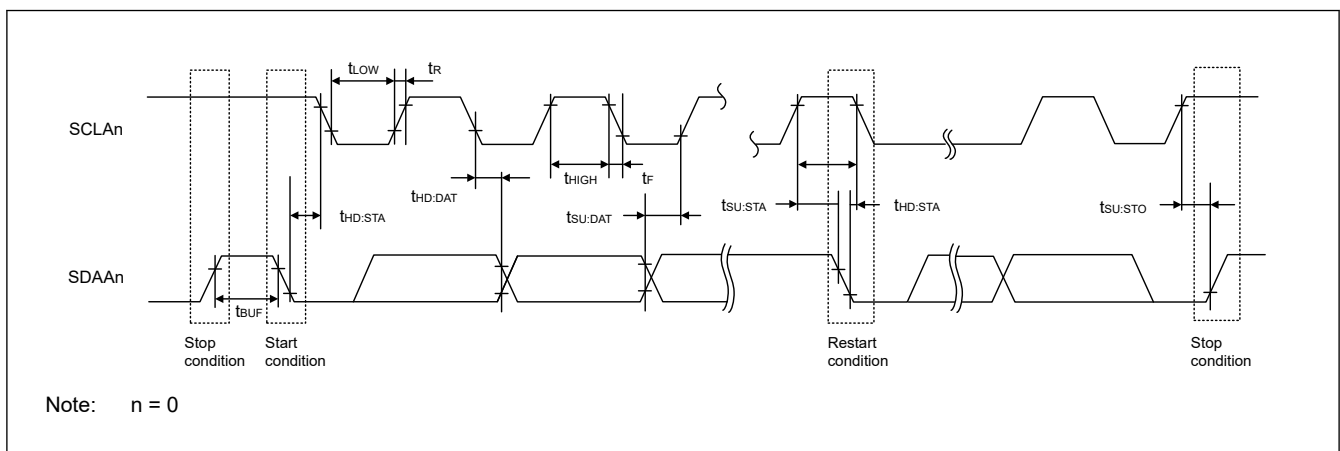 tLOW
tR
SCLAn
tHD:DAT
tHIGH
tF
tHD:STA
tSU:DAT
tSU:STA
tHD:STA
tSU:STO
SDAAn
tBUF
Stop
condition
Start
condition
Restart
condition
Stop
condition
Note: n = 0